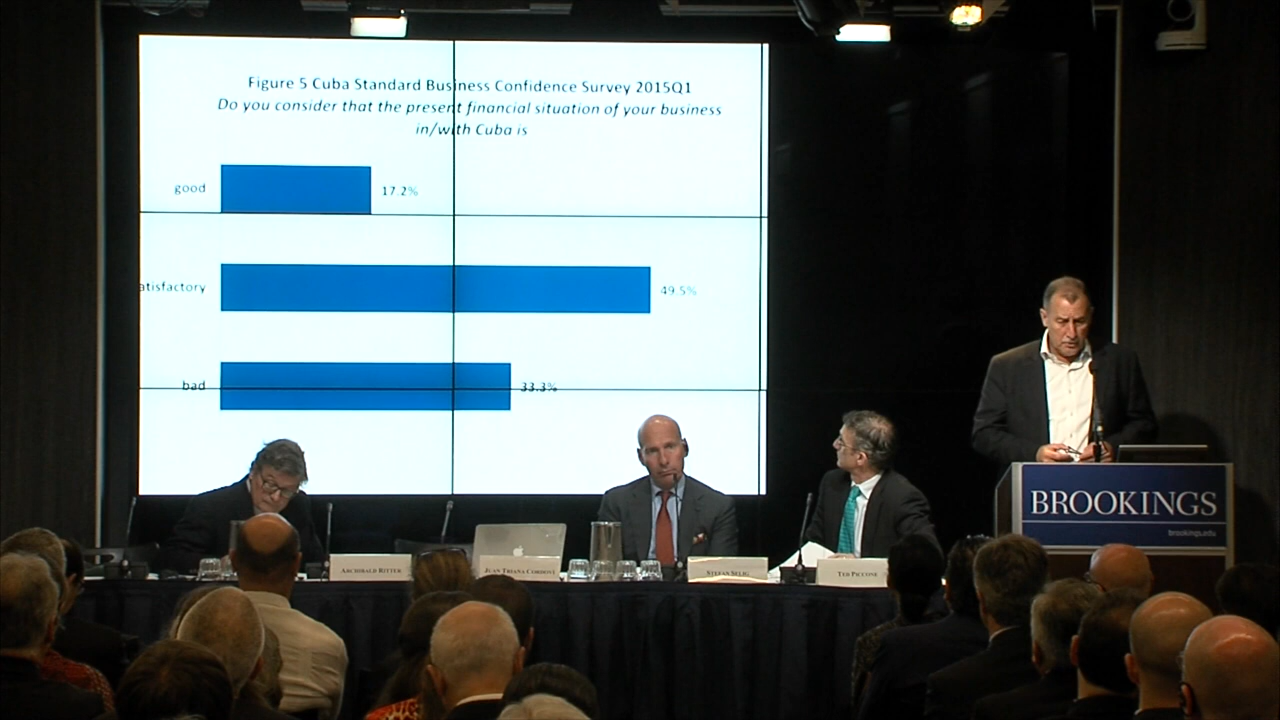 Figure 5 Cuba Standard Business Confidence Survey 2015Q1
Do you consider that the present financial situation of your business
in/with Cuba is
good 17.2%
atisfactory 49.5%
bad 33.3%
BROOKINGS
brookings.edu
ARCHIBALD RITTER
JUAN TRIANA CORDOVI
STEFAN SELIG
TED PICCONE